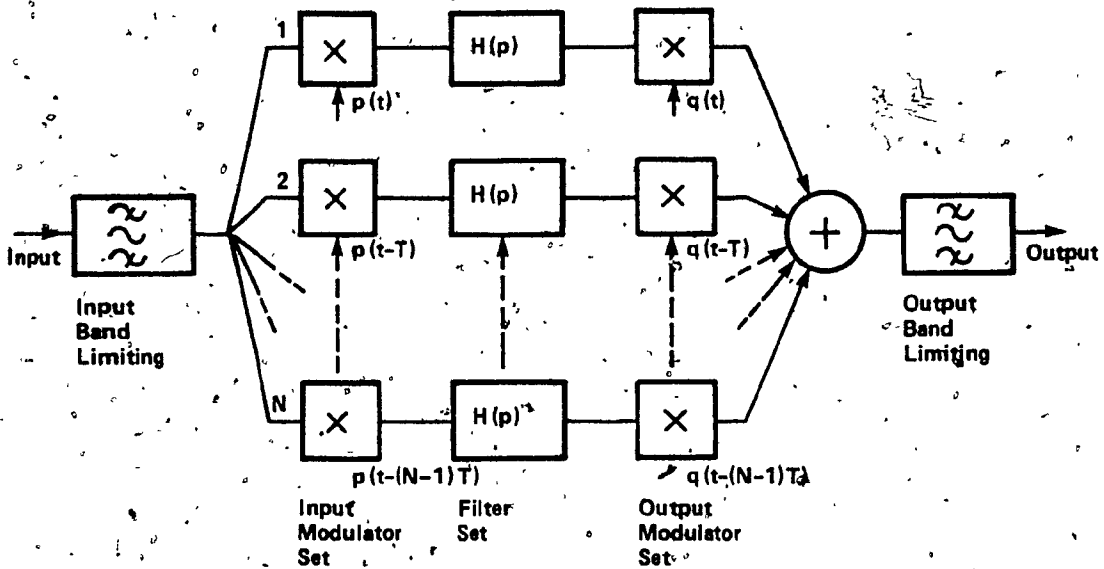 1
×
H(p)
×
p(t)
q(t)
2
×
H(p)
×
p(t-T)
q(t-T)
Input
+
Output
Input
Band
Limiting
Output
Band
Limiting
N
×
H(p)
×
p(t-(N-1)T)
q(t-(N-1)T)
Input
Modulator
Set
Filter
Set
Output
Modulator
Set